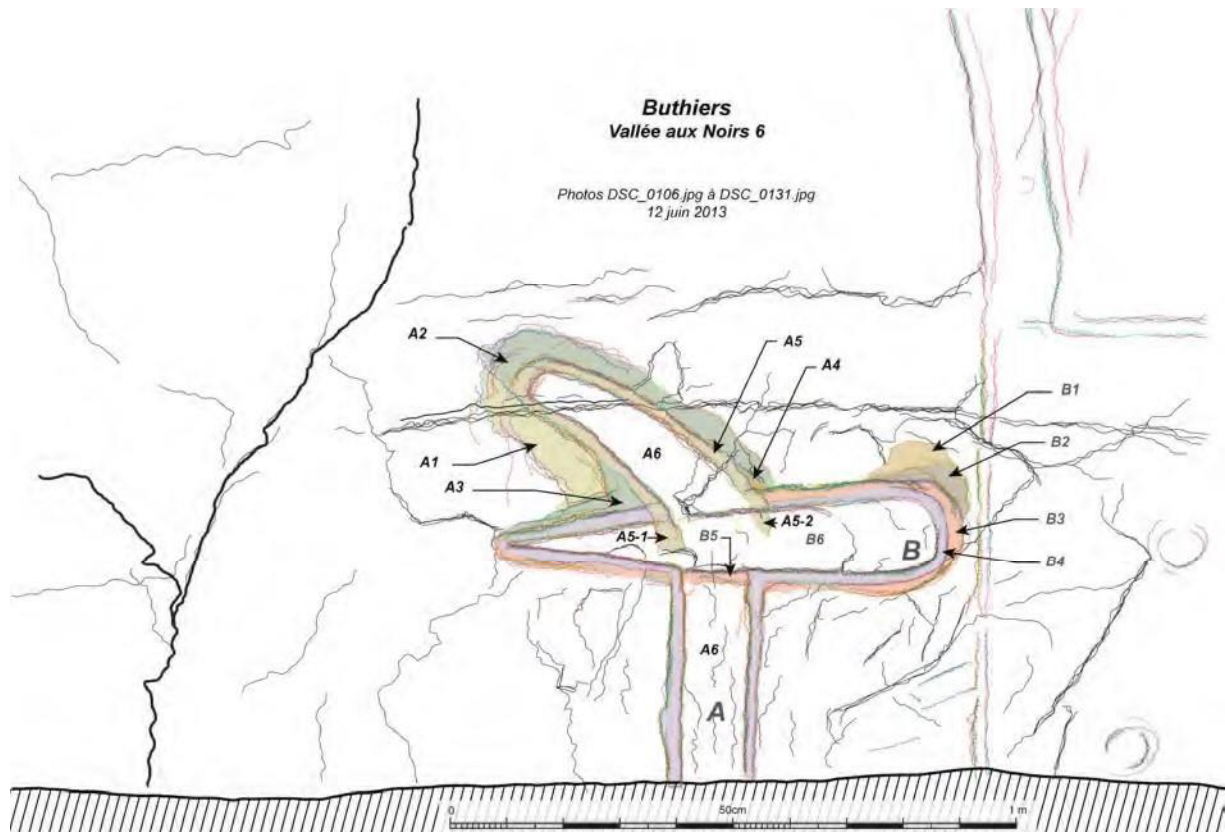 Buthiers
Vallée aux Noirs 6
Photos DSC_0106.jpg à DSC_0131.jpg
12 juin 2013
A2
A5
A4
B1
B2
A1
A6
A3
A5-1
A5-2
B5
B6
B
B3
B4
A6
A
0
50cm
1 m